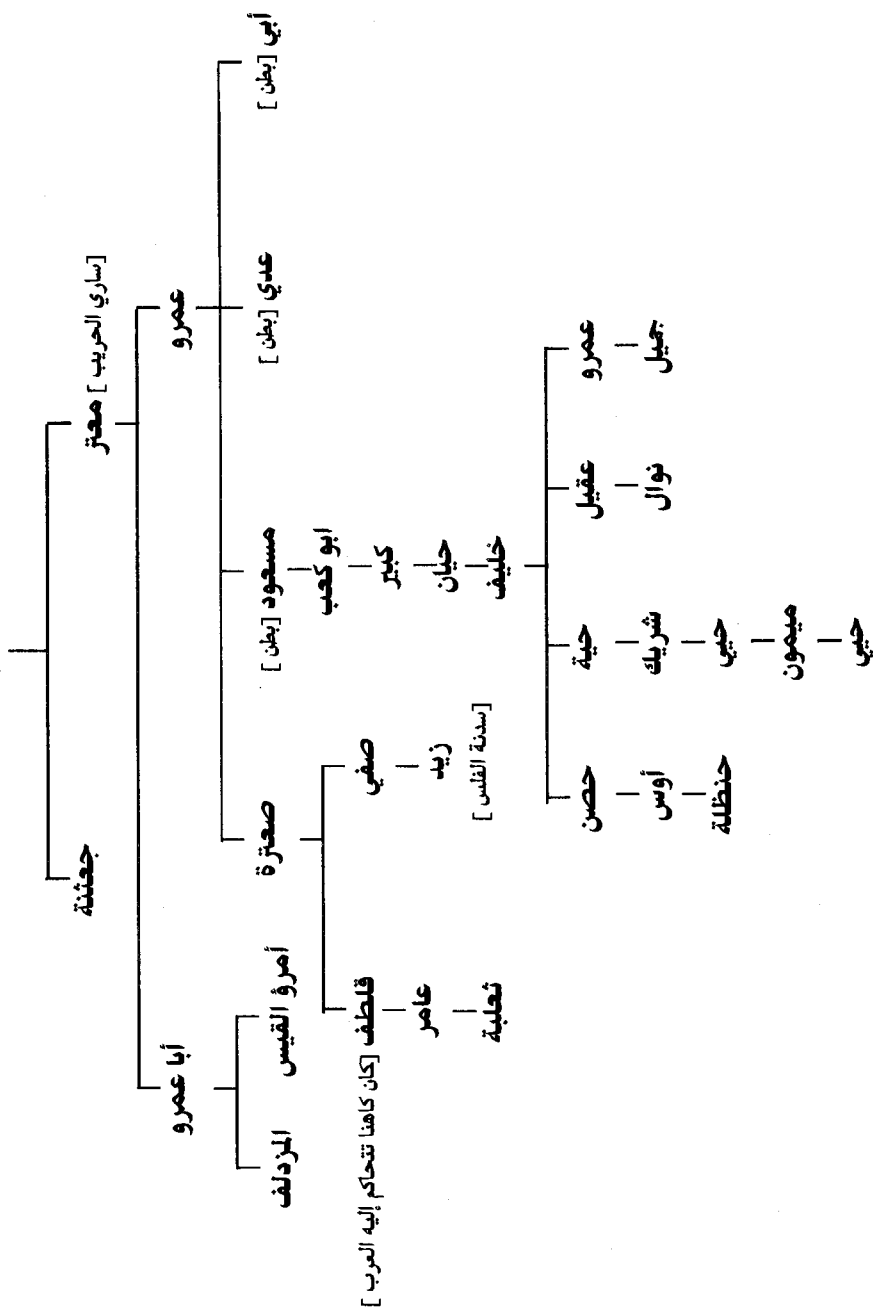 جعثنة
معتر [ساري الحريب]
أبا عمرو
عمرو
المزدلف
أمرؤ القيس
صعترة
مسعود [بطن]
عدي [بطن]
أبي [بطن]
قلطف [كان كاهنا تتحاكم إليه العرب]
صفي
ابو كعب
عامر
زيد
كبير
ثعلبة
[سدنة الفلس]
حيان
خليف
حصن
حية
عقيل
عمرو
أوس
شريك
نوال
جميل
حنظلة
حيي
ميمون
حيي